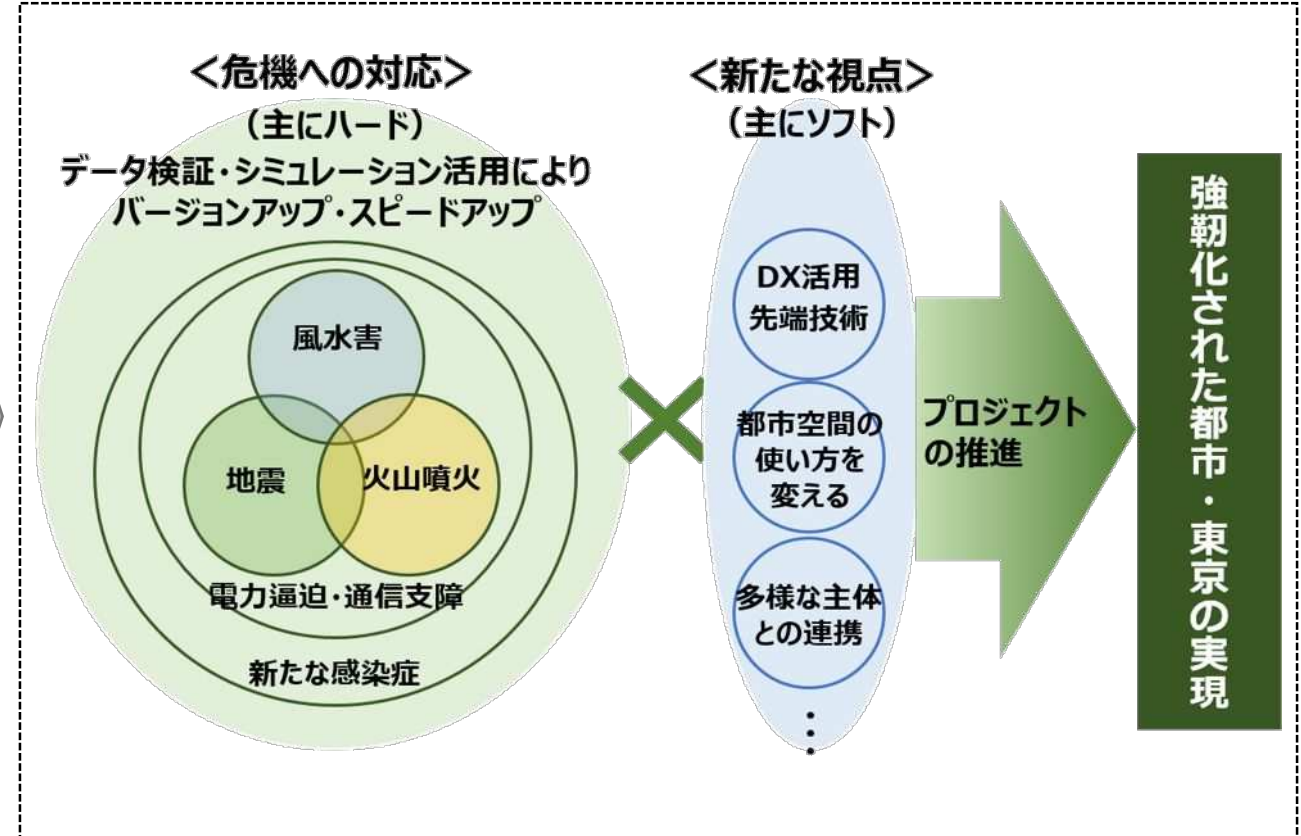 ＜危機への対応＞
（主にハード）
データ検証・シミュレーション活用により
バージョンアップ・スピードアップ
風水害
地震
火山噴火
電力逼迫・通信支障
新たな感染症
＜新たな視点＞
（主にソフト）
DX活用
先端技術
都市空間の
使い方を
変える
多様な主体
との連携
プロジェクト
の推進
強靭化された都市・東京の実現